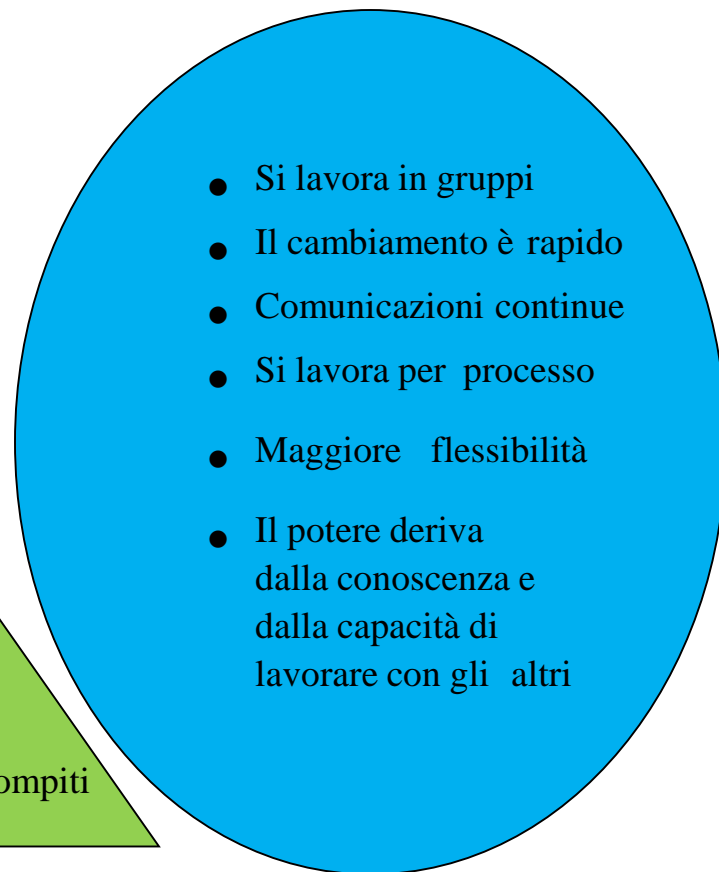 • Si lavora in gruppi
• Il cambiamento è rapido
• Comunicazioni continue
• Si lavora per processo
• Maggiore flessibilità
• Il potere deriva
dalla conoscenza e
dalla capacità di
lavorare con gli altri
ompiti